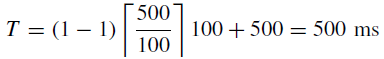 T = (1 − 1) ⌈500/100⌉ 100 + 500 = 500 ms